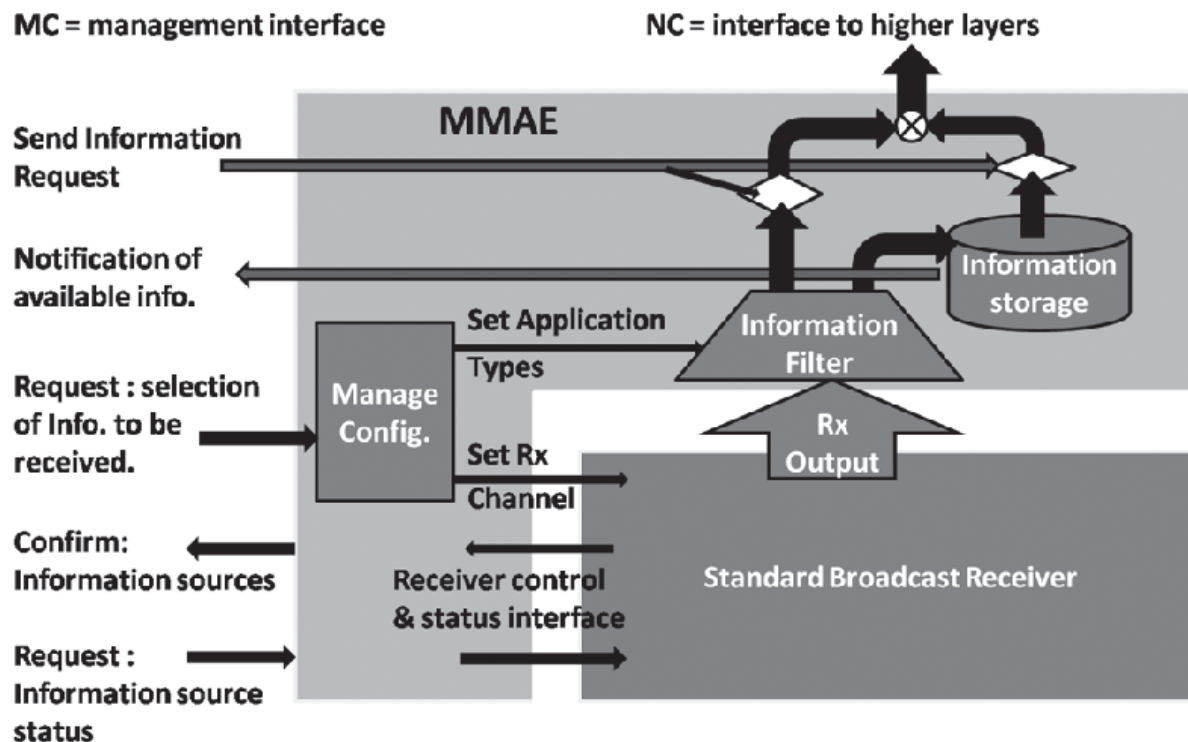 MC = management interface
NC = interface to higher layers
MMAE
Send Information
Request
Notification of
available info.
Information
storage
Set Application
Types
Information
Filter
Request : selection
of Info. to be
received.
Manage
Config.
Rx
Output
Set Rx
Channel
Confirm:
Information sources
Receiver control
& status interface
Standard Broadcast Receiver
Request :
Information source
status